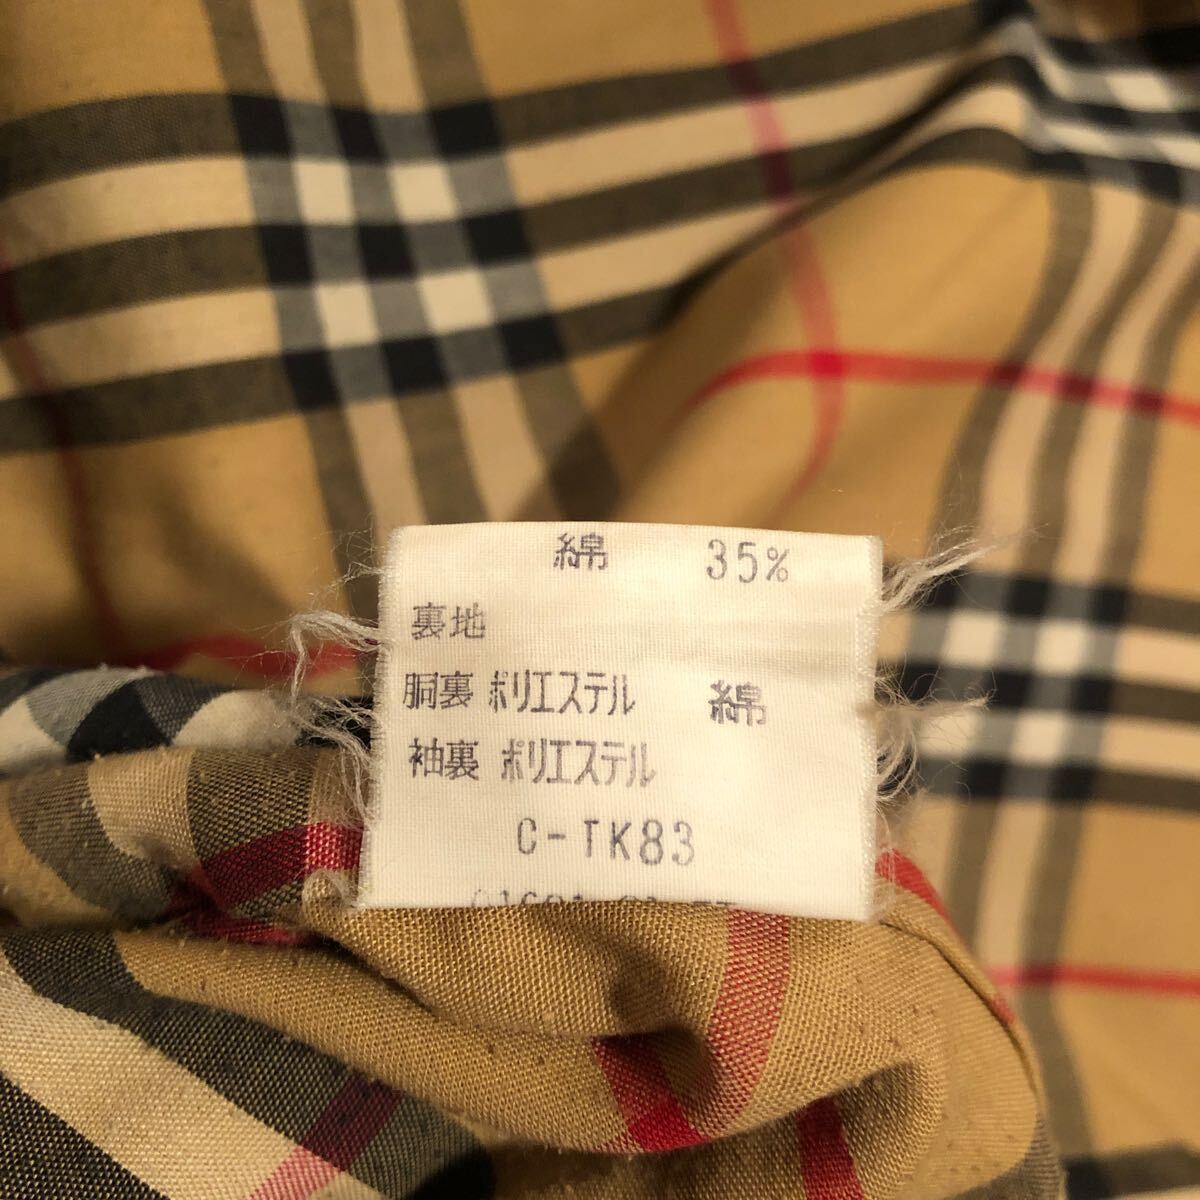 綿 35%
裏地
胴裏 ポリエステル 綿
袖裏 ポリエステル
C-TK83